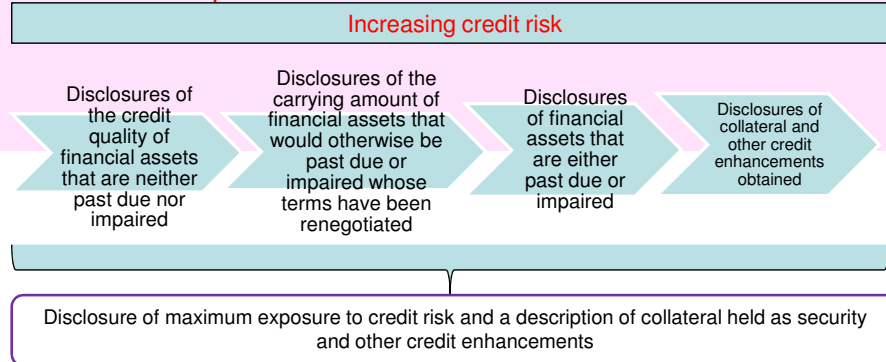 Increasing credit risk
Disclosures of
the credit
quality of
financial assets
that are neither
past due nor
impaired
Disclosures of the
carrying amount of
financial assets that
would otherwise be
past due or
impaired whose
terms have been
renegotiated
Disclosures
of financial
assets that
are either
past due or
impaired
Disclosures of
collateral and
other credit
enhancements
obtained
Disclosure of maximum exposure to credit risk and a description of collateral held as security
and other credit enhancements